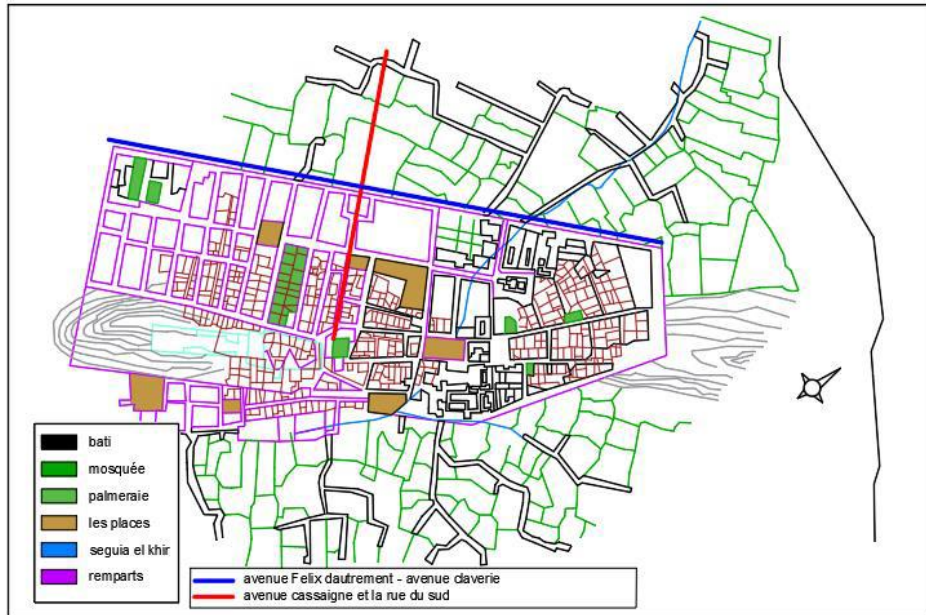 bati
mosquée
palmeraie
les places
seguia el khir
remparts
avenue Felix dautrement - avenue claverie
avenue cassaigne et la rue du sud